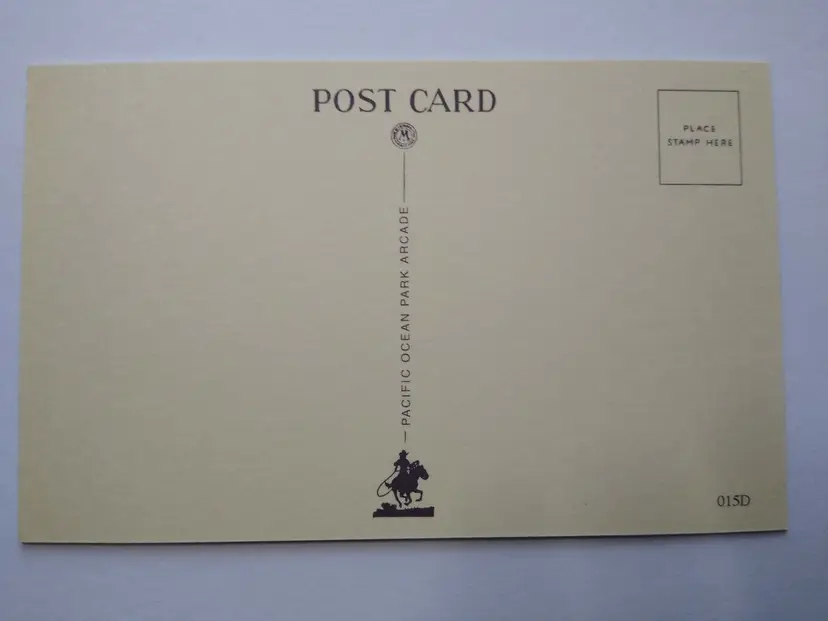 POST CARD
M
PLACE
STAMP HERE
PACIFIC OCEAN PARK ARCADE
015D